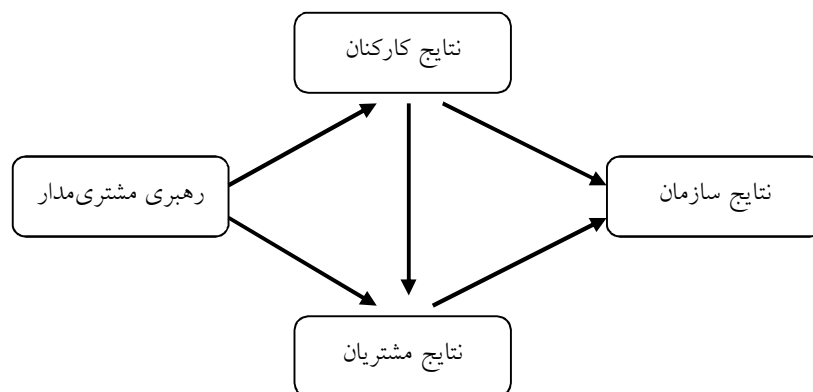 نتایج کارکنان
رهبری مشتری‌مدار
نتایج سازمان
نتایج مشتریان